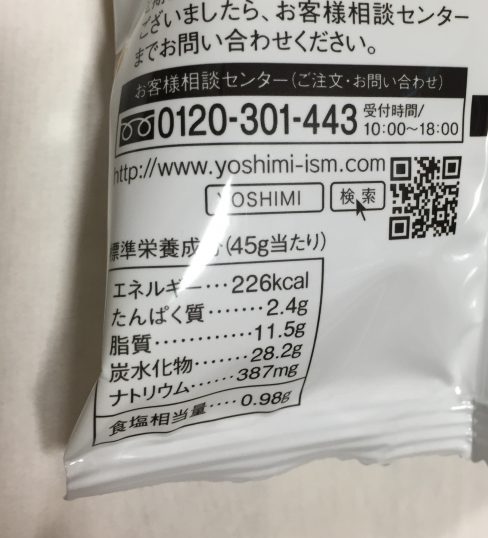 ございましたら、お客様相談センター
までお問い合わせください。
お客様相談センター(ご注文・お問い合わせ)
0120-301-443 受付時間/ 10:00~18:00
http://www.yoshimi-ism.com
YOSHIMI 検索
標準栄養成分(45g当たり)
エネルギー…226kcal
たんぱく質……2.4g
脂質…………11.5g
炭水化物……28.2g
ナトリウム……387mg
食塩相当量‥‥0.98g